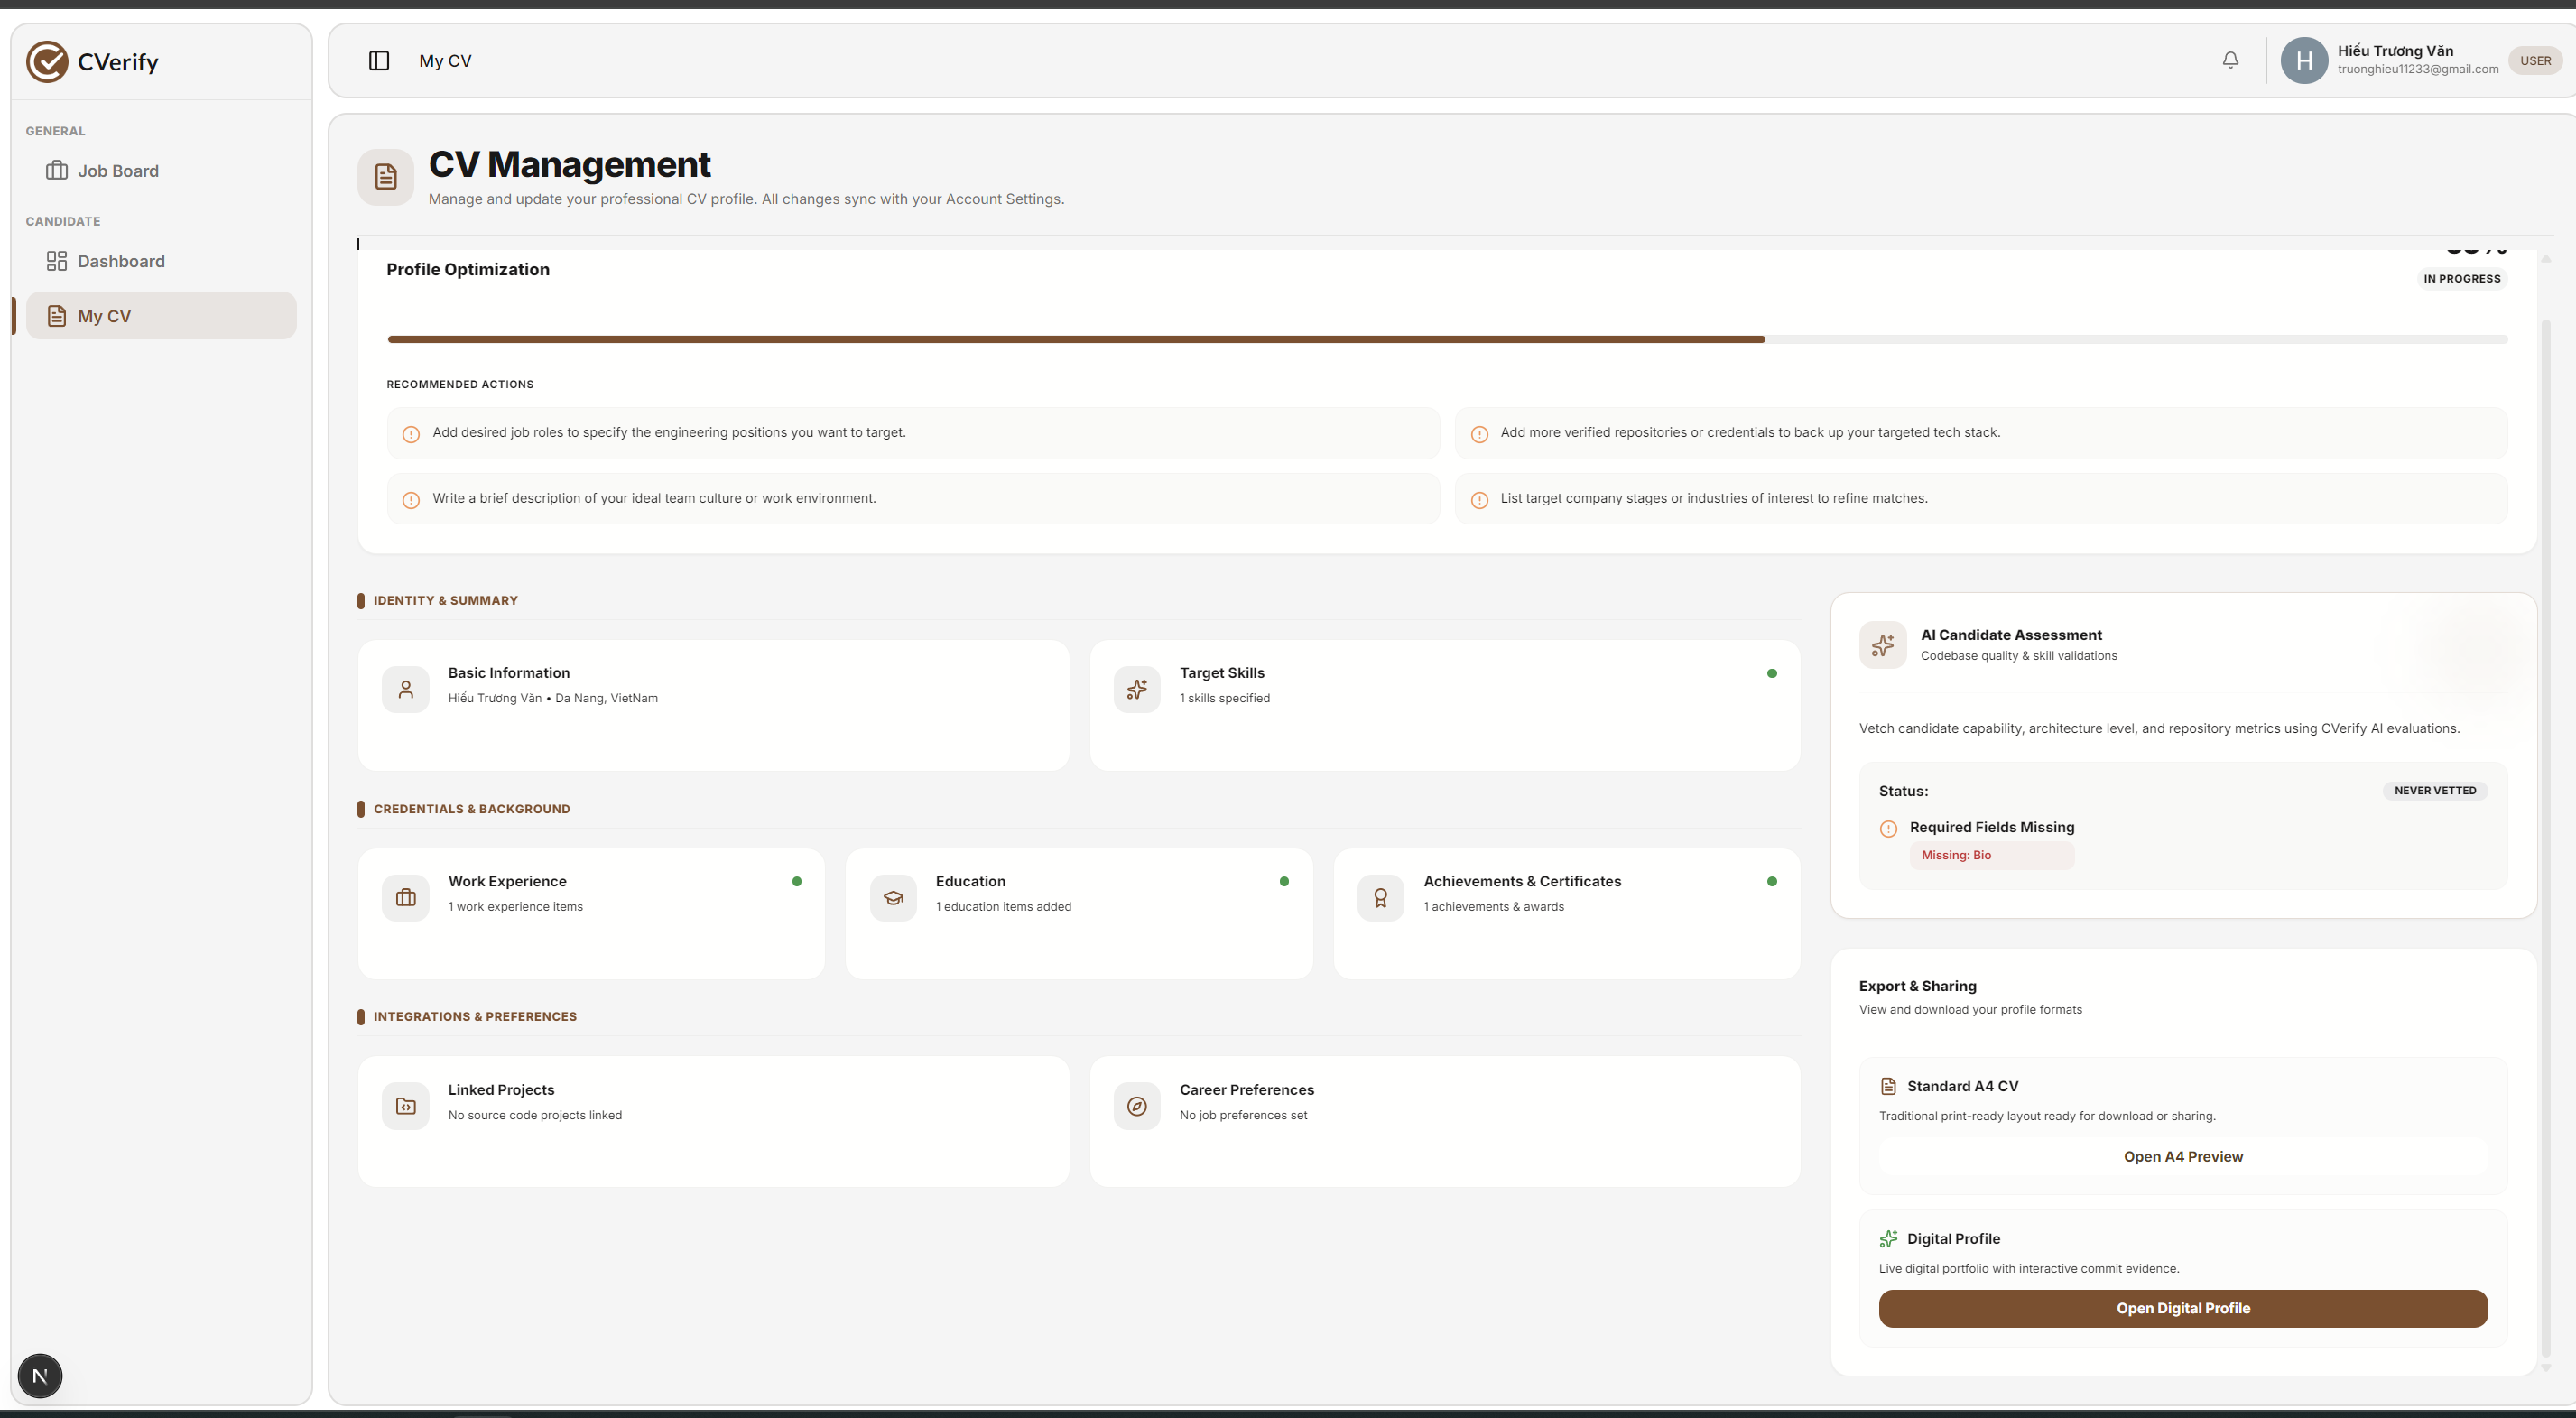 CVerify
My CV
Hiếu Trương Văn
truonghieu11233@gmail.com
USER
H
GENERAL
Job Board
CANDIDATE
Dashboard
My CV
CV Management
Manage and update your professional CV profile. All changes sync with your Account Settings.
Profile Optimization
IN PROGRESS
RECOMMENDED ACTIONS
Add desired job roles to specify the engineering positions you want to target.
Add more verified repositories or credentials to back up your targeted tech stack.
Write a brief description of your ideal team culture or work environment.
List target company stages or industries of interest to refine matches.
IDENTITY & SUMMARY
Basic Information
Hiếu Trương Văn • Da Nang, VietNam
Target Skills
1 skills specified
CREDENTIALS & BACKGROUND
Work Experience
1 work experience items
Education
1 education items added
Achievements & Certificates
1 achievements & awards
INTEGRATIONS & PREFERENCES
Linked Projects
No source code projects linked
Career Preferences
No job preferences set
AI Candidate Assessment
Codebase quality & skill validations
Vetch candidate capability, architecture level, and repository metrics using CVerify AI evaluations.
Status:
NEVER VETTED
Required Fields Missing
Missing: Bio
Export & Sharing
View and download your profile formats
Standard A4 CV
Traditional print-ready layout ready for download or sharing.
Open A4 Preview
Digital Profile
Live digital portfolio with interactive commit evidence.
Open Digital Profile
N